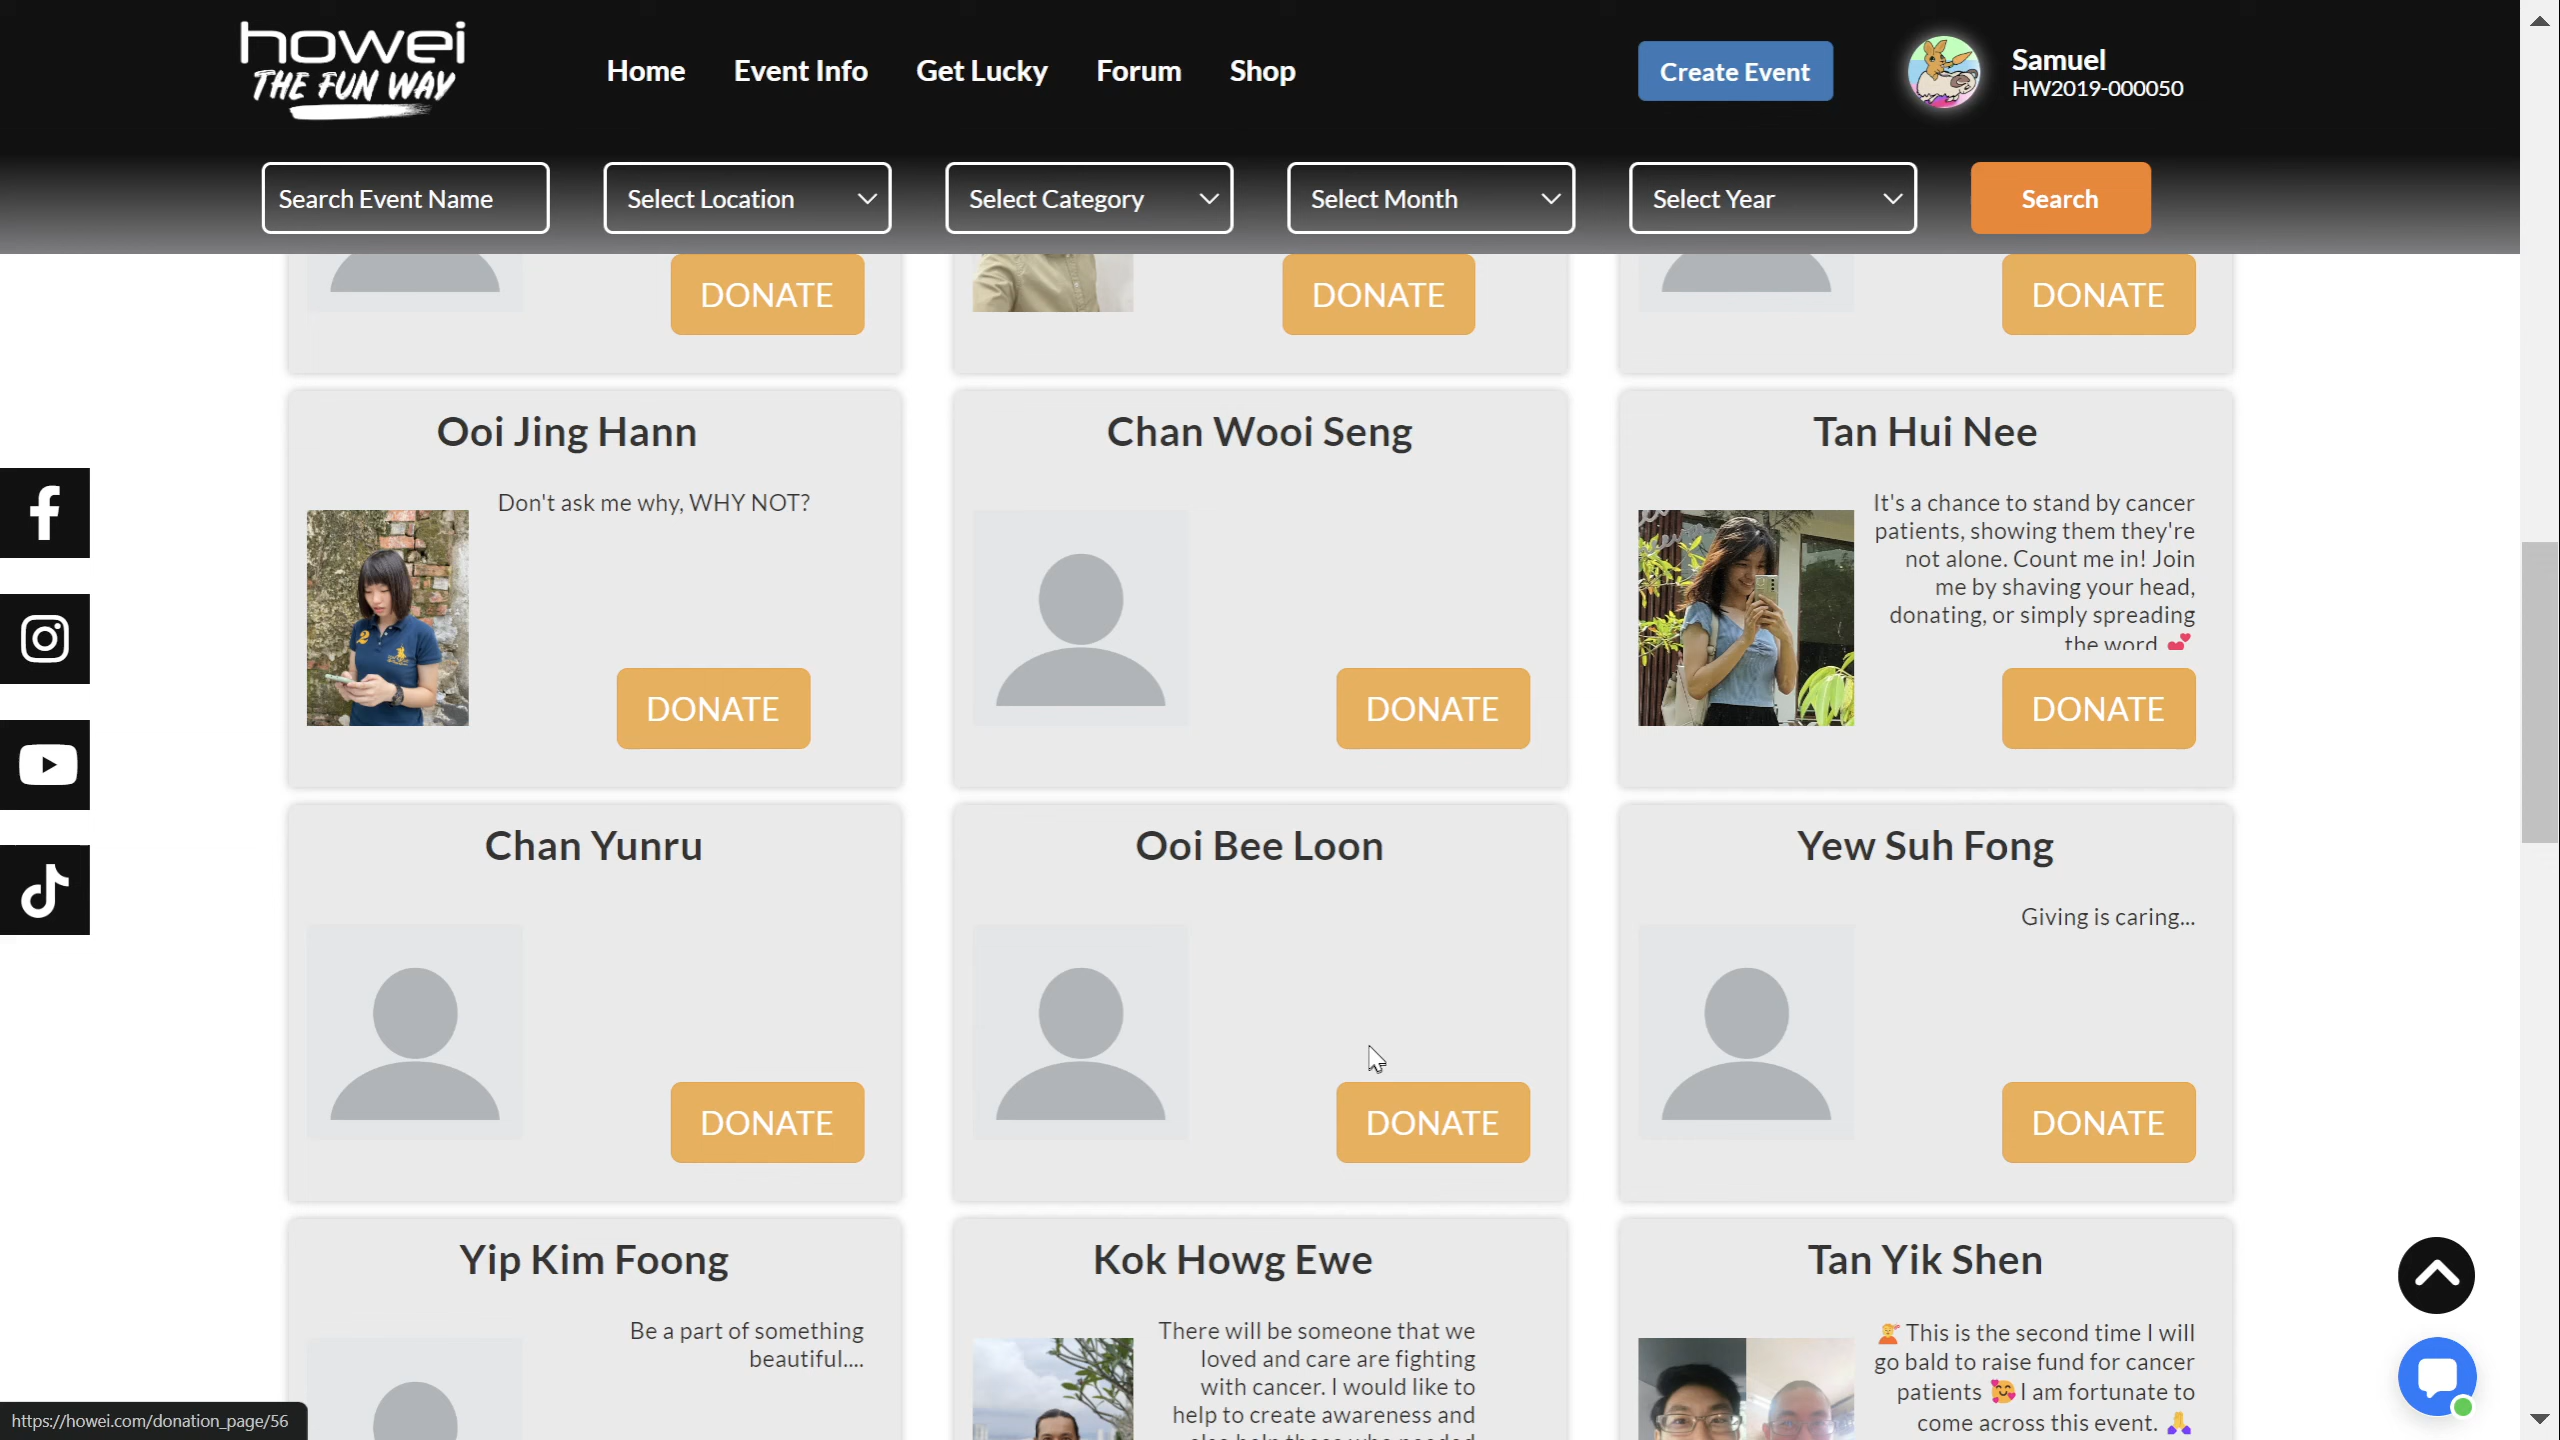 howei
THE FUN WAY
Home
Event Info
Get Lucky
Forum
Shop
Create Event
Samuel
HW2019-000050
Search Event Name
Select Location
Select Category
Select Month
Select Year
Search
DONATE
DONATE
DONATE
Ooi Jing Hann
Don't ask me why, WHY NOT?
DONATE
Chan Wooi Seng
DONATE
Tan Hui Nee
It's a chance to stand by cancer
patients, showing them they're
not alone. Count me in! Join
me by shaving your head,
donating, or simply spreading
the word 💕
DONATE
Chan Yunru
DONATE
Ooi Bee Loon
DONATE
Yew Suh Fong
Giving is caring...
DONATE
Yip Kim Foong
Be a part of something
beautiful....
Kok Howg Ewe
There will be someone that we
loved and care are fighting
with cancer. I would like to
help to create awareness and
also help those who needed
Tan Yik Shen
This is the second time I will
go bald to raise fund for cancer
patients 🥰 I am fortunate to
come across this event. 🙏
https://howei.com/donation_page/56